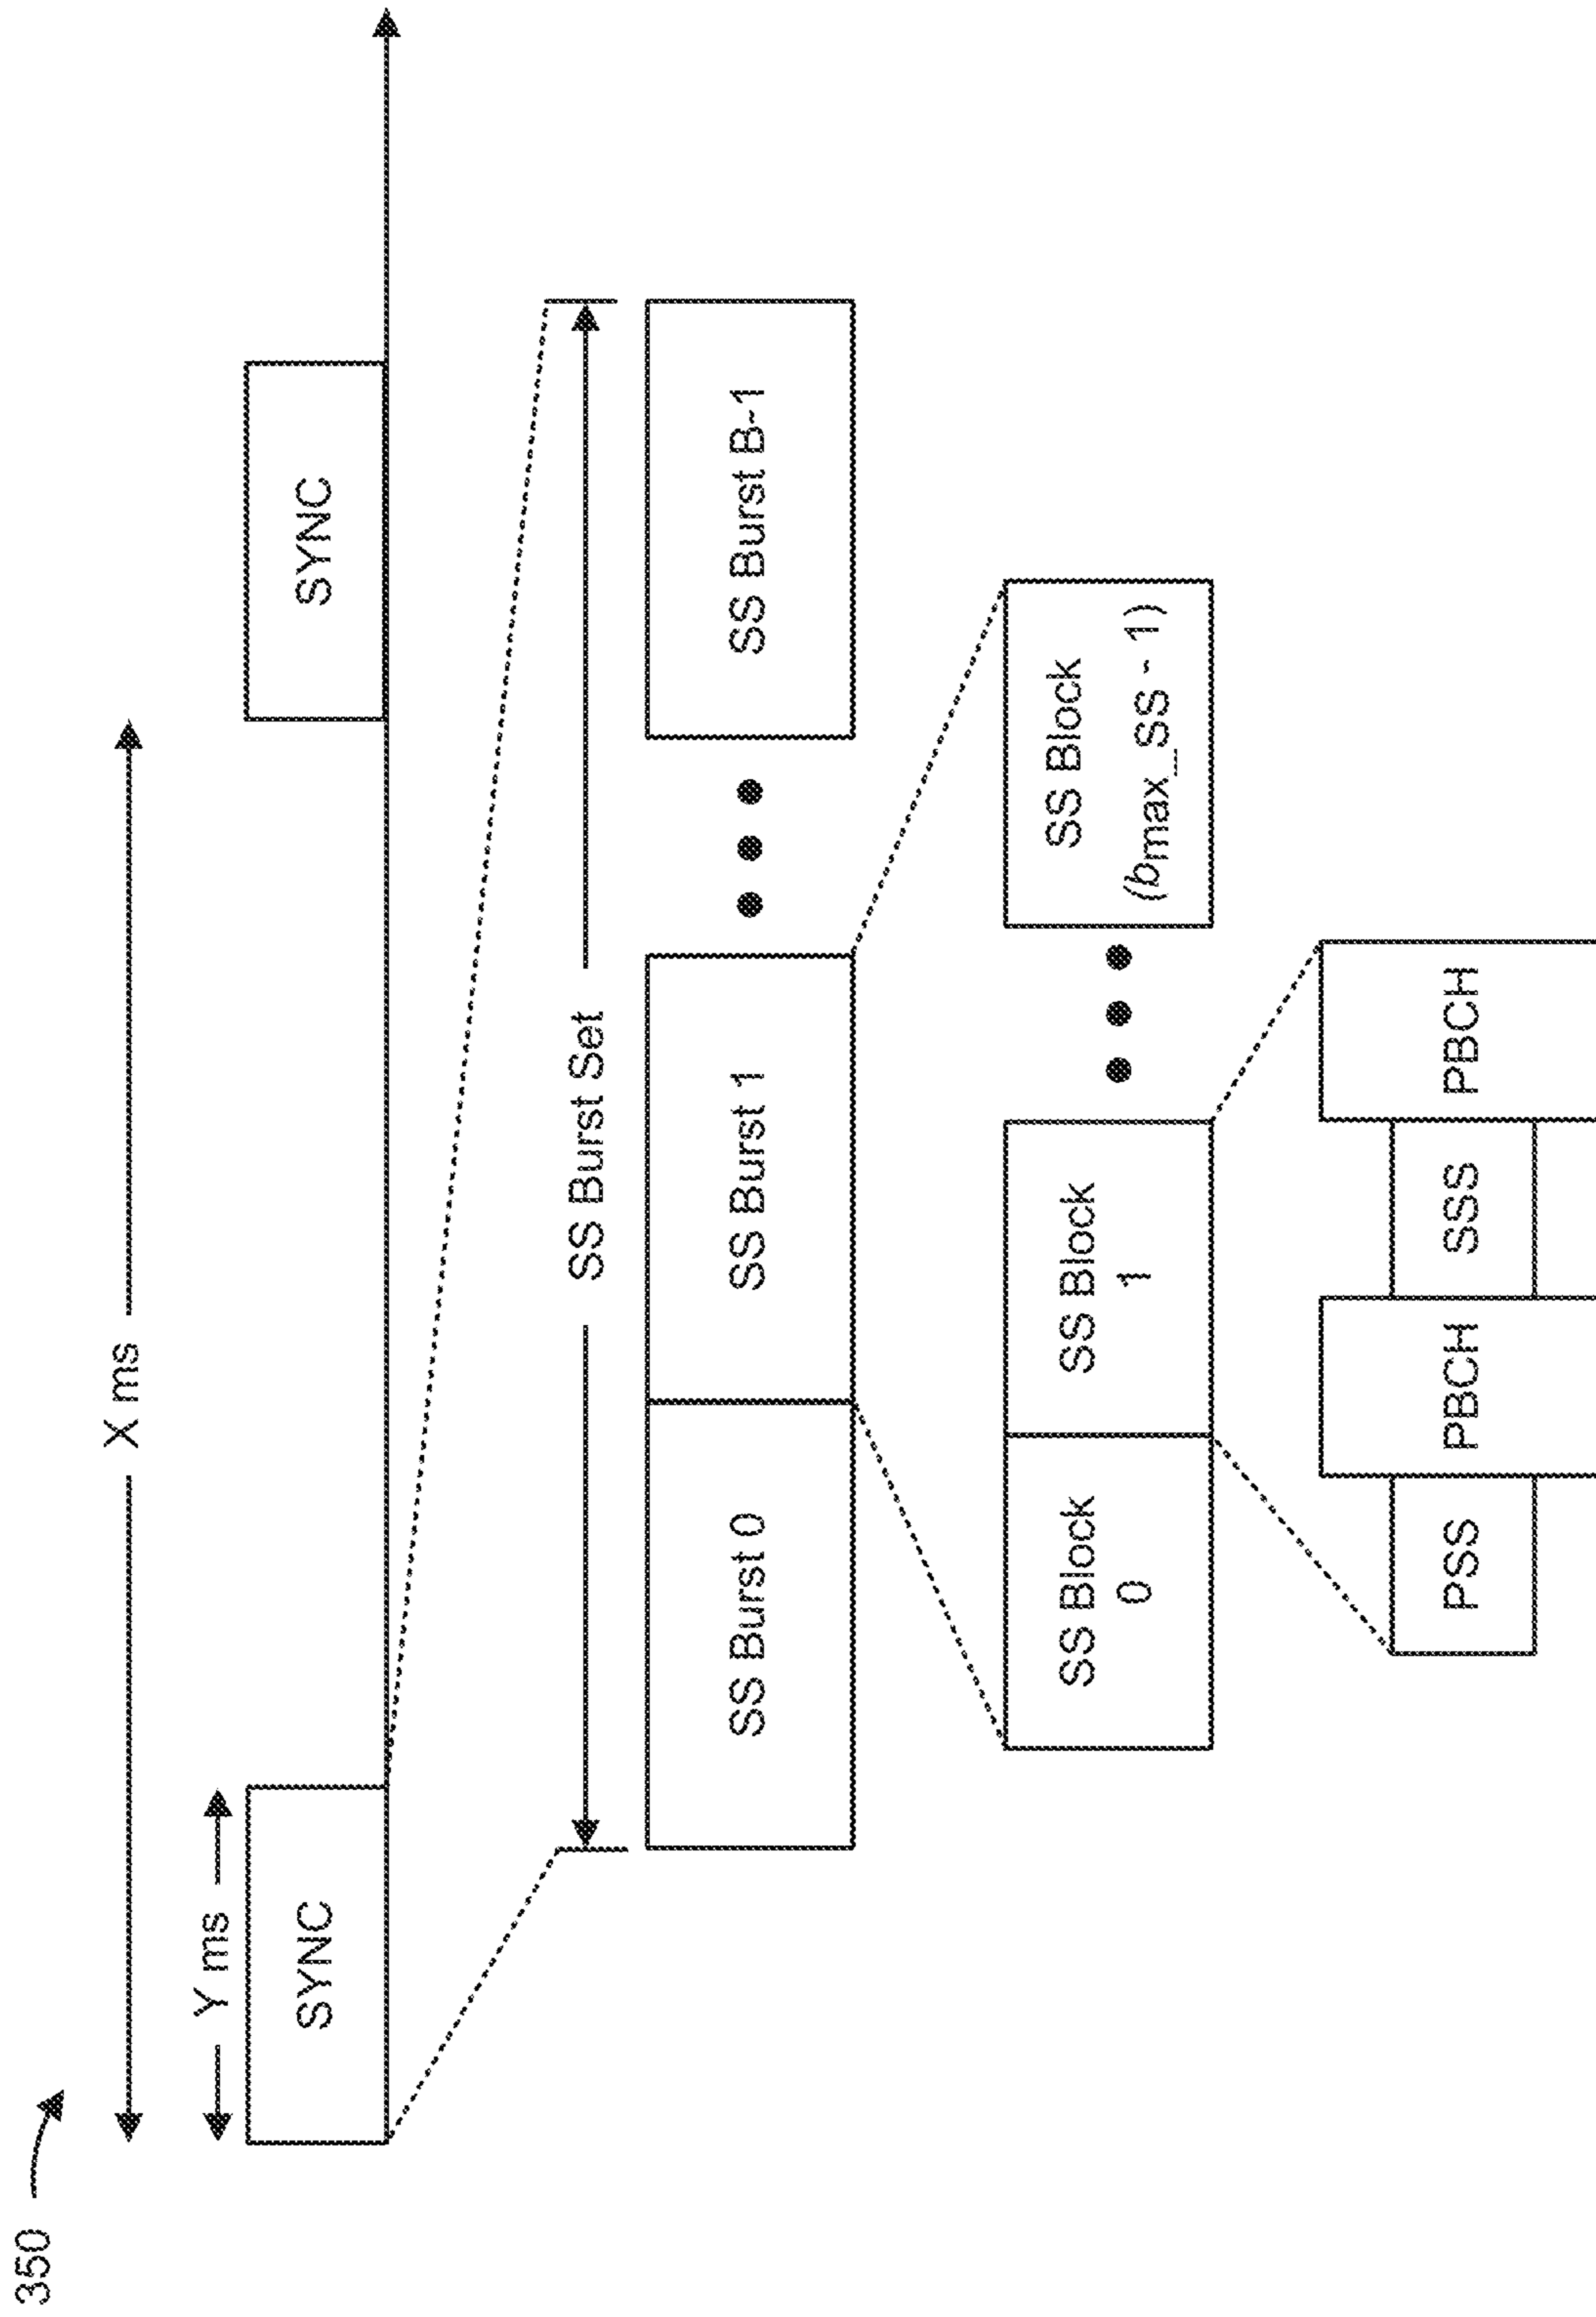 350
X ms
Y ms
SYNC
SYNC
SS Burst Set
SS Burst 0
SS Burst 1
SS Burst B-1
SS Block
0
SS Block
1
SS Block
(bmax_SS - 1)
PSS
PBCH
SSS
PBCH